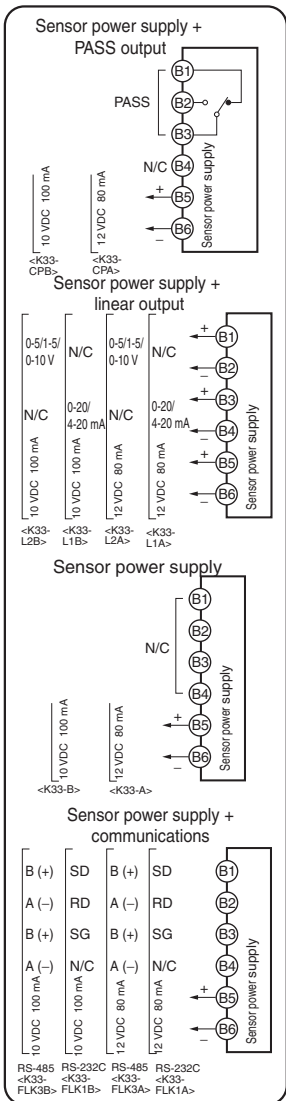 Sensor power supply +
PASS output
B1
PASS
B2
B3
N/C
B4
+
B5
−
B6
Sensor power supply
10 VDC 100 mA
12 VDC 80 mA
<K33-
CPB>
<K33-
CPA>
Sensor power supply +
linear output
0-5/1-5/
0-10 V
N/C
0-5/1-5/
0-10 V
N/C
+
B1
−
B2
+
B3
N/C
0-20/
4-20 mA
N/C
0-20/
4-20 mA
−
B4
+
B5
−
B6
Sensor power supply
10 VDC 100 mA
10 VDC 100 mA
12 VDC 80 mA
12 VDC 80 mA
<K33-
L2B>
<K33-
L1B>
<K33-
L2A>
<K33-
L1A>
Sensor power supply
B1
B2
N/C
B3
B4
+
B5
−
B6
Sensor power supply
10 VDC 100 mA
12 VDC 80 mA
<K33-B>
<K33-A>
Sensor power supply +
communications
B (+)
SD
B (+)
SD
B1
A (−)
RD
A (−)
RD
B2
B (+)
SG
B (+)
SG
B3
A (−)
N/C
A (−)
N/C
B4
+
B5
−
B6
Sensor power supply
10 VDC 100 mA
10 VDC 100 mA
12 VDC 80 mA
12 VDC 80 mA
RS-485
<K33-
FLK3B>
RS-232C
<K33-
FLK1B>
RS-485
<K33-
FLK3A>
RS-232C
<K33-
FLK1A>